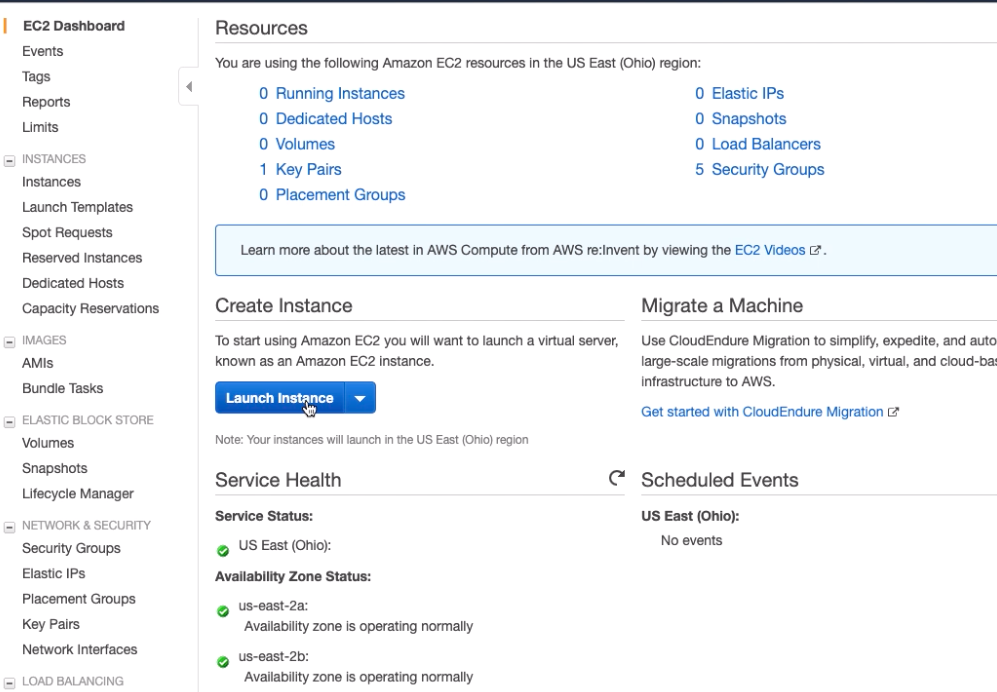 EC2 Dashboard
Events
Tags
Reports
Limits
INSTANCES
Instances
Launch Templates
Spot Requests
Reserved Instances
Dedicated Hosts
Capacity Reservations
IMAGES
AMIs
Bundle Tasks
ELASTIC BLOCK STORE
Volumes
Snapshots
Lifecycle Manager
NETWORK & SECURITY
Security Groups
Elastic IPs
Placement Groups
Key Pairs
Network Interfaces
LOAD BALANCING
Resources
You are using the following Amazon EC2 resources in the US East (Ohio) region:
0 Running Instances
0 Dedicated Hosts
0 Volumes
1 Key Pairs
0 Placement Groups
0 Elastic IPs
0 Snapshots
0 Load Balancers
5 Security Groups
Learn more about the latest in AWS Compute from AWS re:Invent by viewing the EC2 Videos .
Create Instance
To start using Amazon EC2 you will want to launch a virtual server,
known as an Amazon EC2 instance.
Launch Instance
Note: Your instances will launch in the US East (Ohio) region
Migrate a Machine
Use CloudEndure Migration to simplify, expedite, and auto
large-scale migrations from physical, virtual, and cloud-bas
infrastructure to AWS.
Get started with CloudEndure Migration
Service Health
Service Status:
US East (Ohio):
Availability Zone Status:
us-east-2a:
Availability zone is operating normally
us-east-2b:
Availability zone is operating normally
Scheduled Events
US East (Ohio):
No events